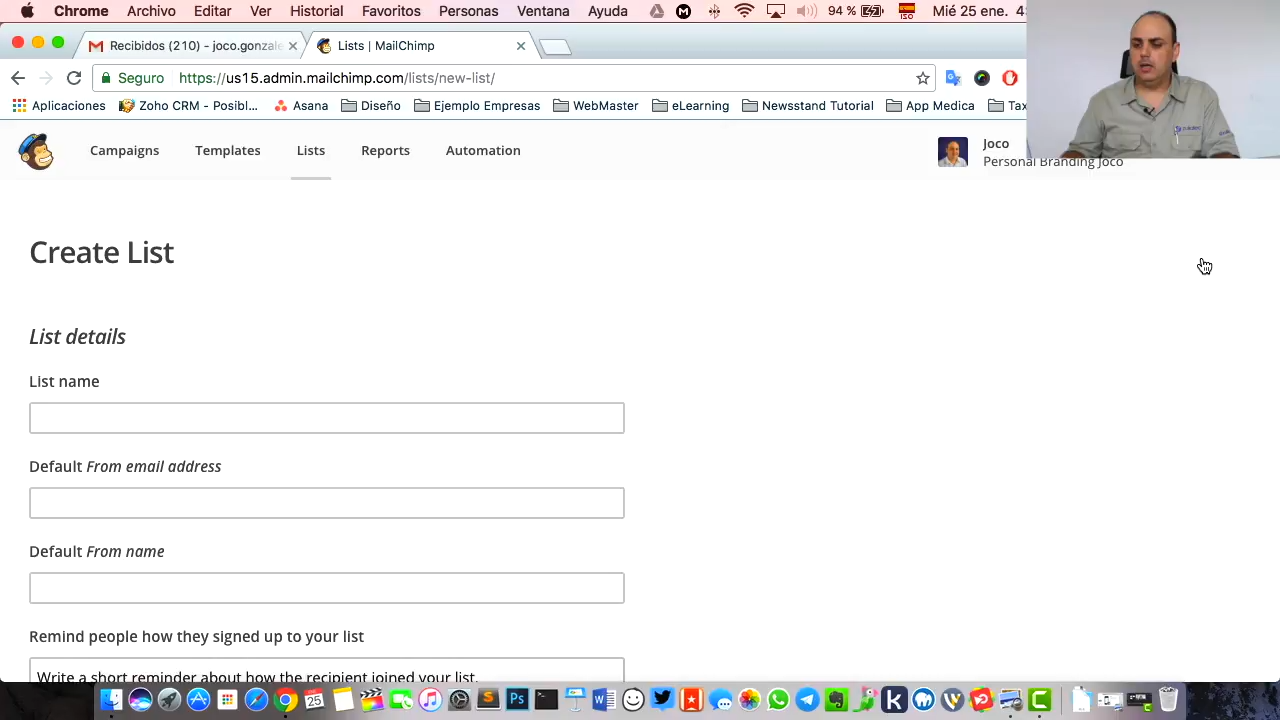 Chrome Archivo Editar Ver Historial Favoritos Personas Ventana Ayuda 94 % Mié 25 ene.
Recibidos (210) - joco.gonzale Lists | MailChimp
Seguro https://us15.admin.mailchimp.com/lists/new-list/
Aplicaciones Zoho CRM - Posibl... Asana Diseño Ejemplo Empresas WebMaster eLearning Newsstand Tutorial App Medica Tax
Campaigns Templates Lists Reports Automation Joco
Personal Branding Joco
Create List
List details
List name
Default From email address
Default From name
Remind people how they signed up to your list
Write a short reminder about how the recipient joined your list.
25